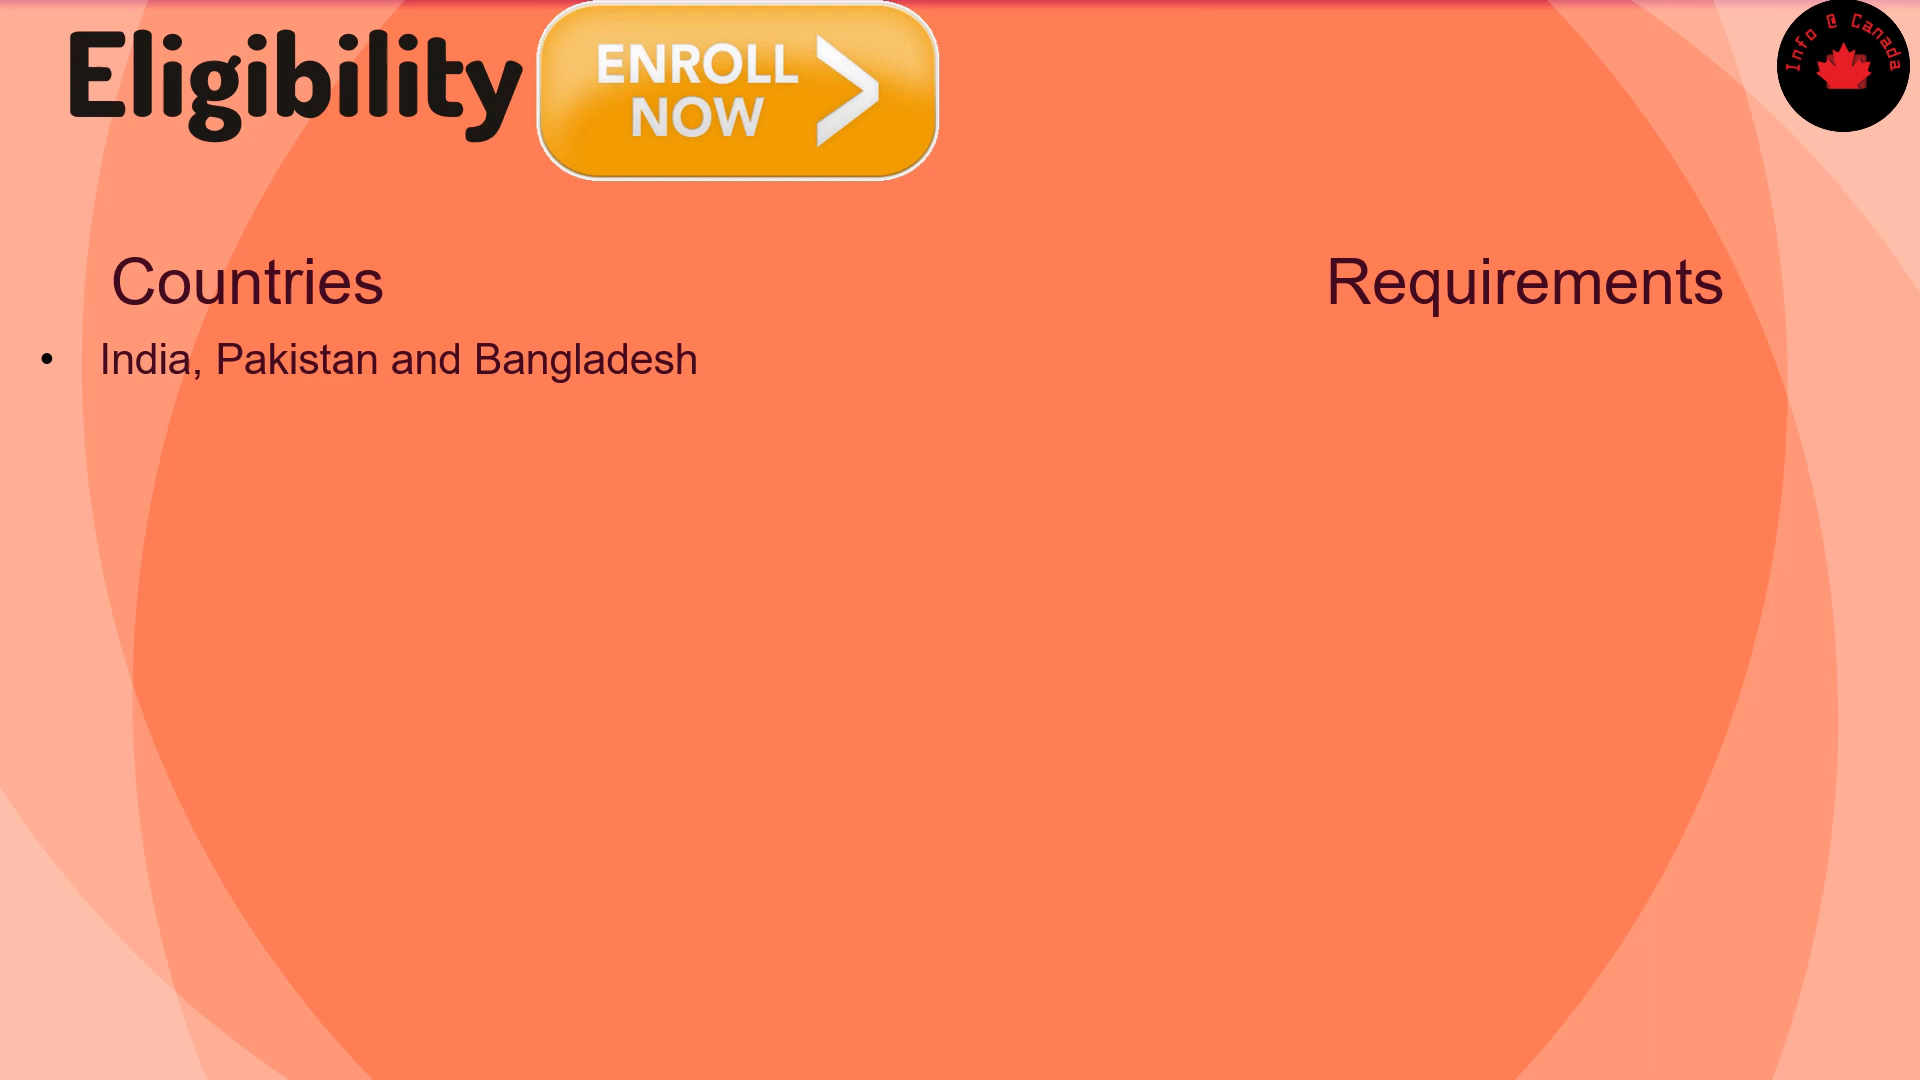 Eligibility
ENROLL
NOW
Info @ Canada
Countries
Requirements
• India, Pakistan and Bangladesh